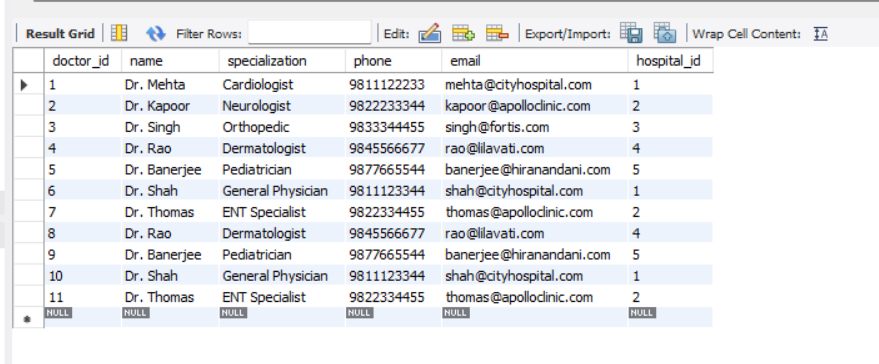 Result Grid Filter Rows: Edit: Export/Import: Wrap Cell Content: IA
doctor_id name specialization phone email hospital_id
1 Dr. Mehta Cardiologist 9811122233 mehta@cityhospital.com 1
2 Dr. Kapoor Neurologist 9822233344 kapoor@apolloclinic.com 2
3 Dr. Singh Orthopedic 9833344455 singh@fortis.com 3
4 Dr. Rao Dermatologist 9845566677 rao@lilavati.com 4
5 Dr. Banerjee Pediatrician 9877665544 banerjee@hiranandani.com 5
6 Dr. Shah General Physician 9811123344 shah@cityhospital.com 1
7 Dr. Thomas ENT Specialist 9822334455 thomas@apolloclinic.com 2
8 Dr. Rao Dermatologist 9845566677 rao@lilavati.com 4
9 Dr. Banerjee Pediatrician 9877665544 banerjee@hiranandani.com 5
10 Dr. Shah General Physician 9811123344 shah@cityhospital.com 1
11 Dr. Thomas ENT Specialist 9822334455 thomas@apolloclinic.com 2
NULL NULL NULL NULL NULL NULL